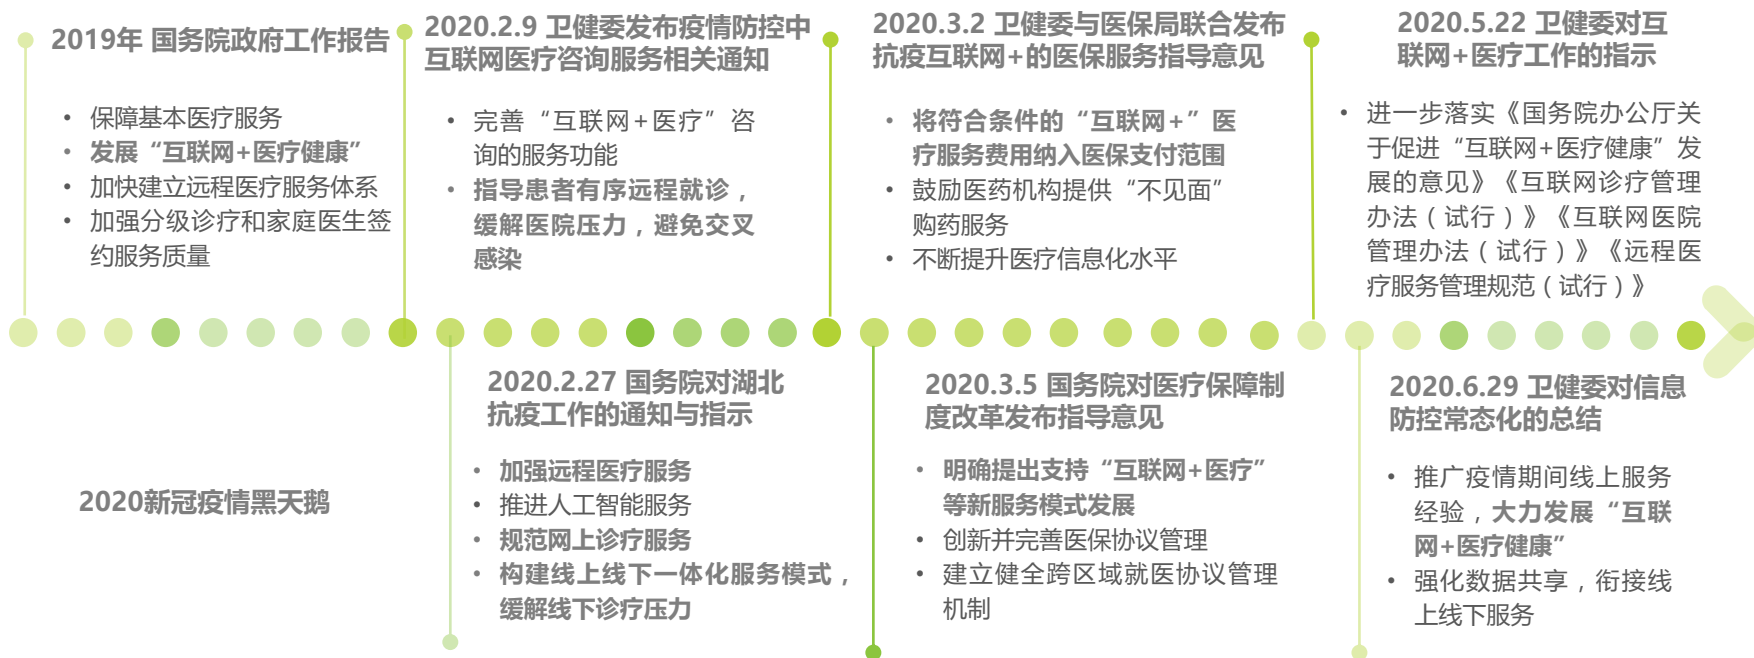 2019年 国务院政府工作报告
• 保障基本医疗服务
• 发展“互联网+医疗健康”
• 加快建立远程医疗服务体系
• 加强分级诊疗和家庭医生签
约服务质量
2020.2.9 卫健委发布疫情防控中
互联网医疗咨询服务相关通知
• 完善“互联网+医疗”咨
询的服务功能
• 指导患者有序远程就诊，
缓解医院压力，避免交叉
感染
2020.3.2 卫健委与医保局联合发布
抗疫互联网+的医保服务指导意见
• 将符合条件的“互联网+”医
疗服务费用纳入医保支付范围
• 鼓励医药机构提供“不见面”
购药服务
• 不断提升医疗信息化水平
2020.5.22 卫健委对互
联网+医疗工作的指示
• 进一步落实《国务院办公厅关
于促进“互联网+医疗健康”发
展的意见》《互联网诊疗管理
办法（试行）》《互联网医院
管理办法（试行）》《远程医
疗服务管理规范（试行）》
2020新冠疫情黑天鹅
2020.2.27 国务院对湖北
抗疫工作的通知与指示
• 加强远程医疗服务
• 推进人工智能服务
• 规范网上诊疗服务
• 构建线上线下一体化服务模式，
缓解线下诊疗压力
2020.3.5 国务院对医疗保障制
度改革发布指导意见
• 明确提出支持“互联网+医疗”
等新服务模式发展
• 创新并完善医保协议管理
• 建立健全跨区域就医协议管理
机制
2020.6.29 卫健委对信息
防控常态化的总结
• 推广疫情期间线上服务
经验，大力发展“互联
网+医疗健康”
• 强化数据共享，衔接线
上线下服务